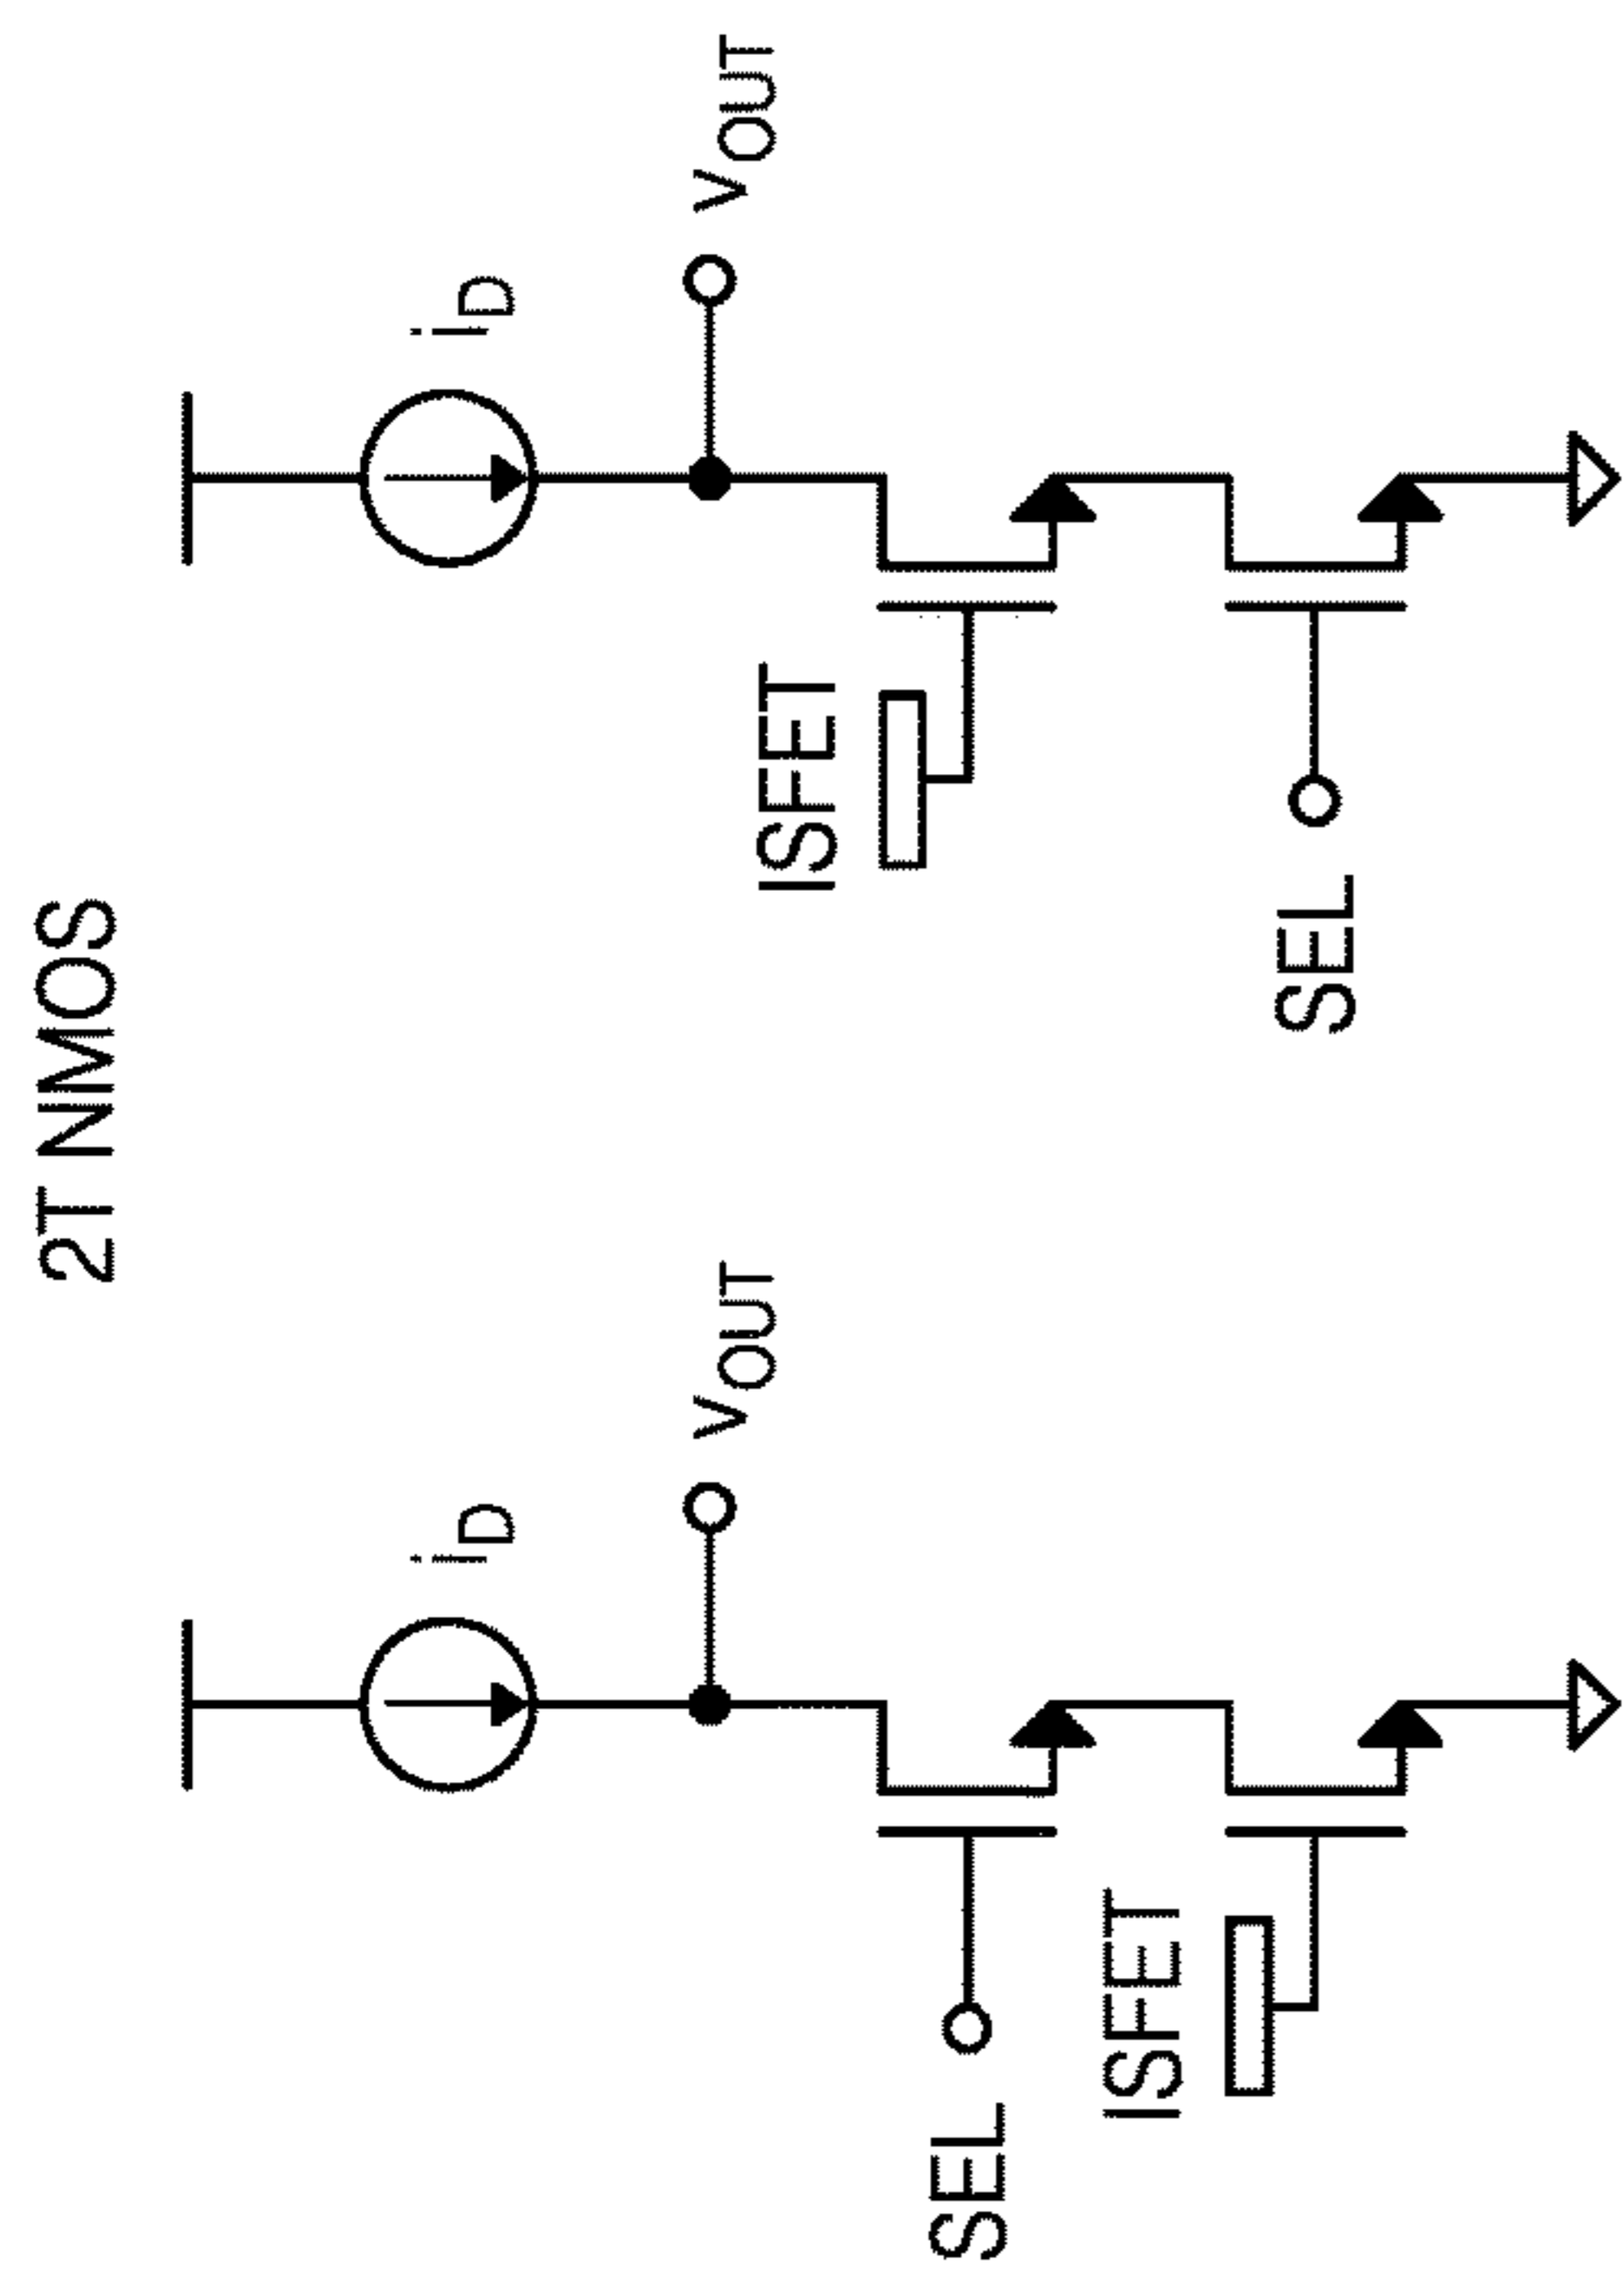 2T NMOS
iD
VOUT
SEL
ISFET
iD
VOUT
ISFET
SEL